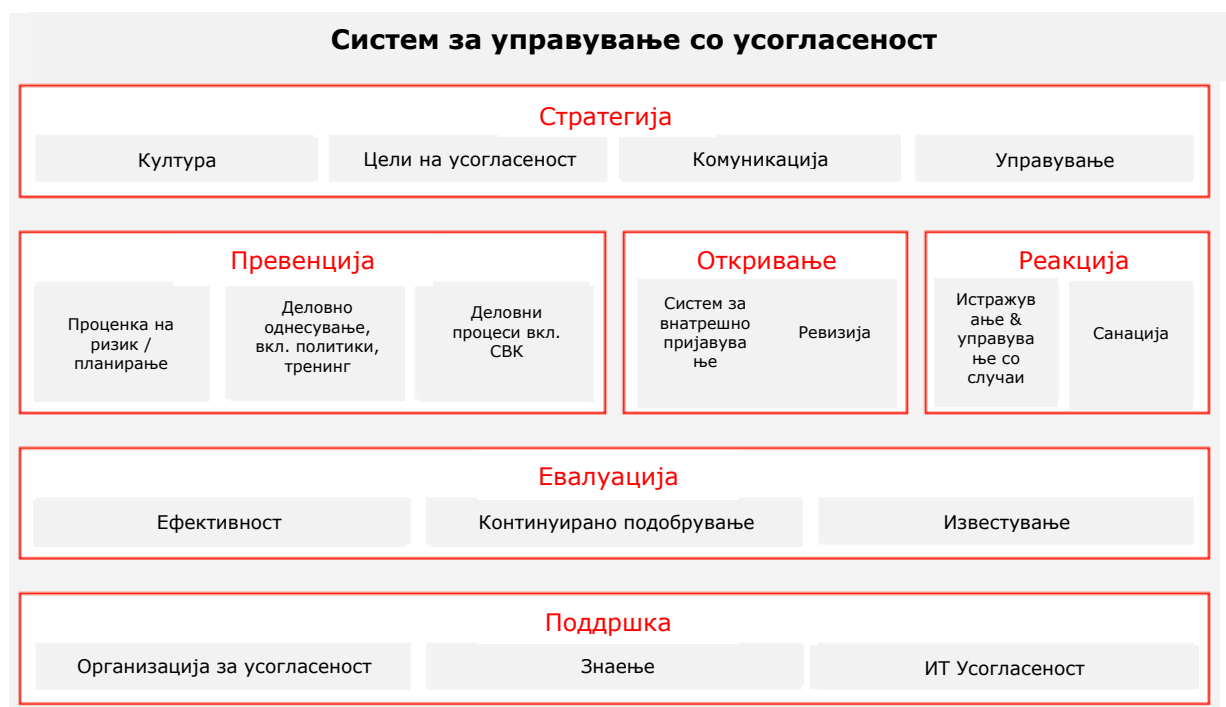 Систем за управување со усогласеност
Стратегија
Култура
Цели на усогласеност
Комуникација
Управување
Превенција
Проценка на
ризик /
планирање
Деловно
однесување,
вкл. политики,
тренинг
Деловни
процеси вкл.
СВК
Откривање
Систем за
внатрешно
пријавува
ње
Ревизија
Реакција
Истражув
ање &
управува
ње со
случаи
Санација
Евалуација
Ефективност
Континуирано подобрување
Известување
Поддршка
Организација за усогласеност
Знаење
ИТ Усогласеност